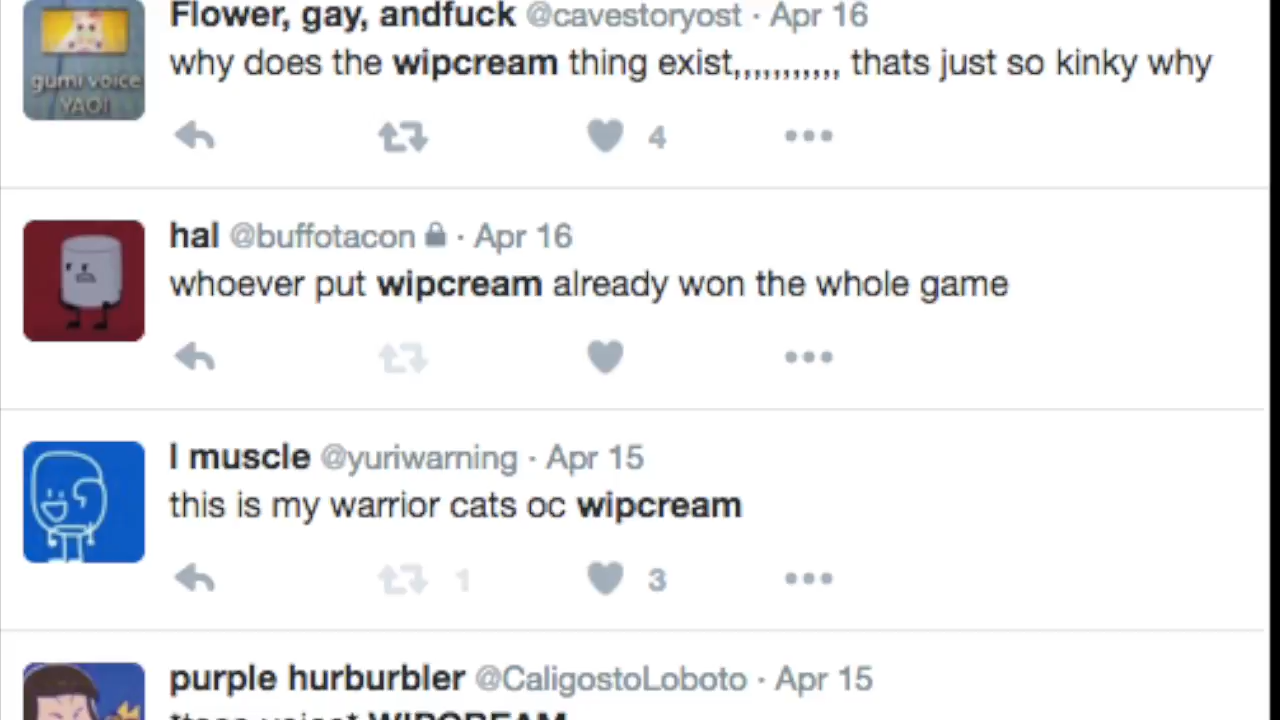 Flower, gay, andfuck @cavestoryost · Apr 16
gumi voice
YAOI
why does the wipcream thing exist,,,,,,,,,,, thats just so kinky why
4
hal @buffotacon · Apr 16
whoever put wipcream already won the whole game
I muscle @yuriwarning · Apr 15
this is my warrior cats oc wipcream
1 3
purple hurburbler @CaligostoLoboto · Apr 15
WIPCREAM